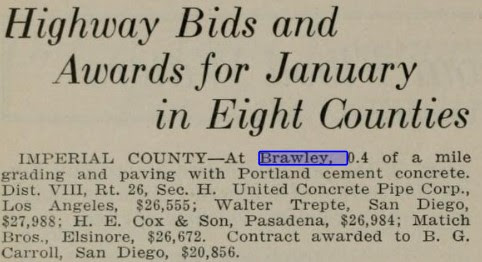 Highway Bids and
Awards for January
in Eight Counties
IMPERIAL COUNTY—At Brawley, 0.4 of a mile
grading and paving with Portland cement concrete.
Dist. VIII, Rt. 26, Sec. H. United Concrete Pipe Corp.,
Los Angeles, $26,555; Walter Trepte, San Diego,
$27,988; H. E. Cox & Son, Pasadena, $26,984; Matich
Bros., Elsinore, $26,672. Contract awarded to B. G.
Carroll, San Diego, $20,856.